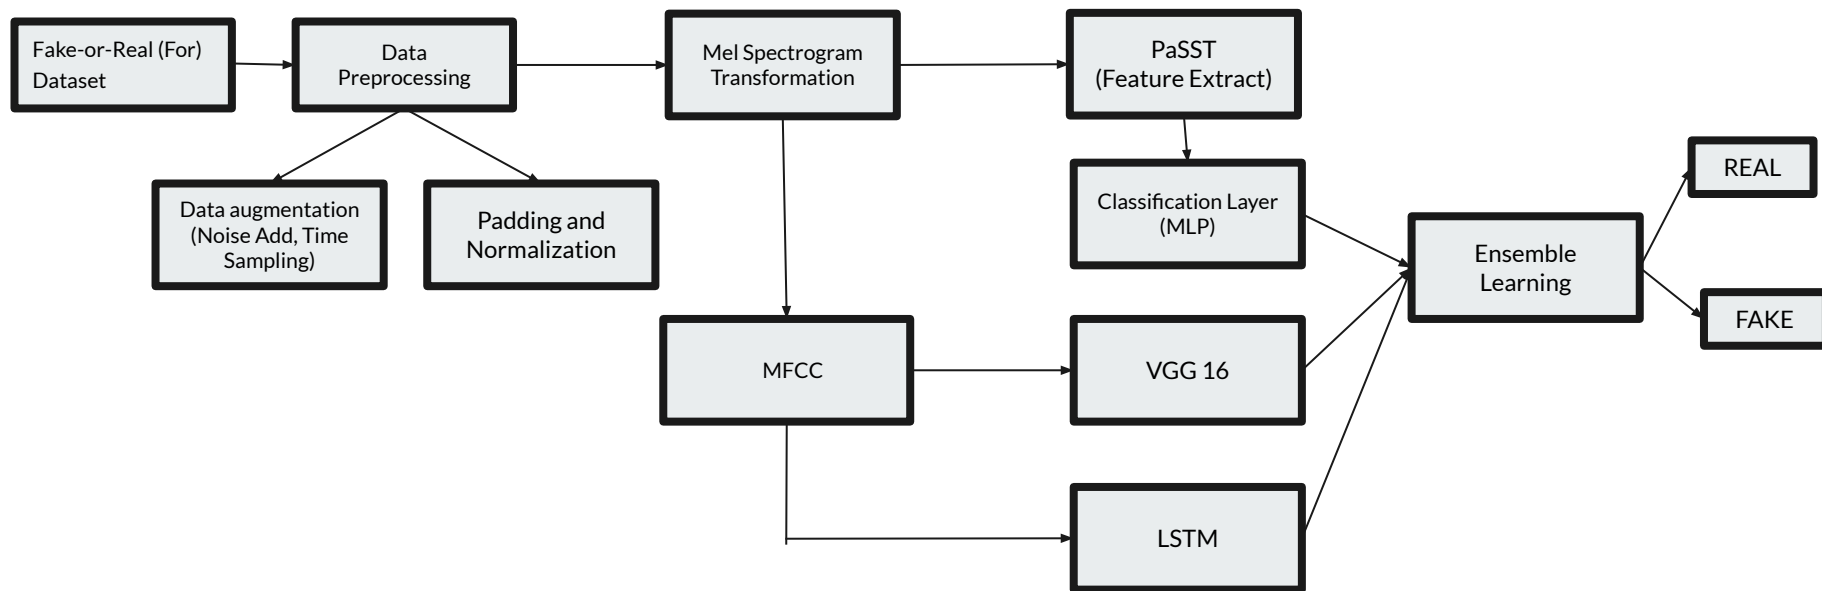 Fake-or-Real (For)
Dataset
Data
Preprocessing
Mel Spectrogram
Transformation
PaSST
(Feature Extract)
Data augmentation
(Noise Add, Time
Sampling)
Padding and
Normalization
Classification Layer
(MLP)
Ensemble
Learning
REAL
FAKE
MFCC
VGG 16
LSTM